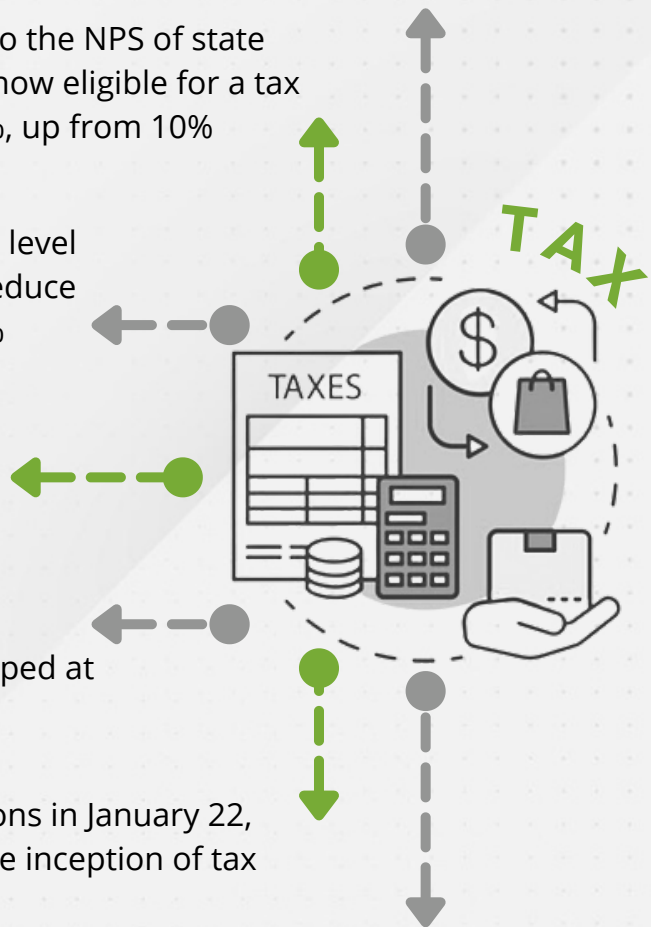 o the NPS of state
now eligible for a tax
, up from 10%
level
educe
TAX
TAXES
$
ped at
ons in January 22,
e inception of tax